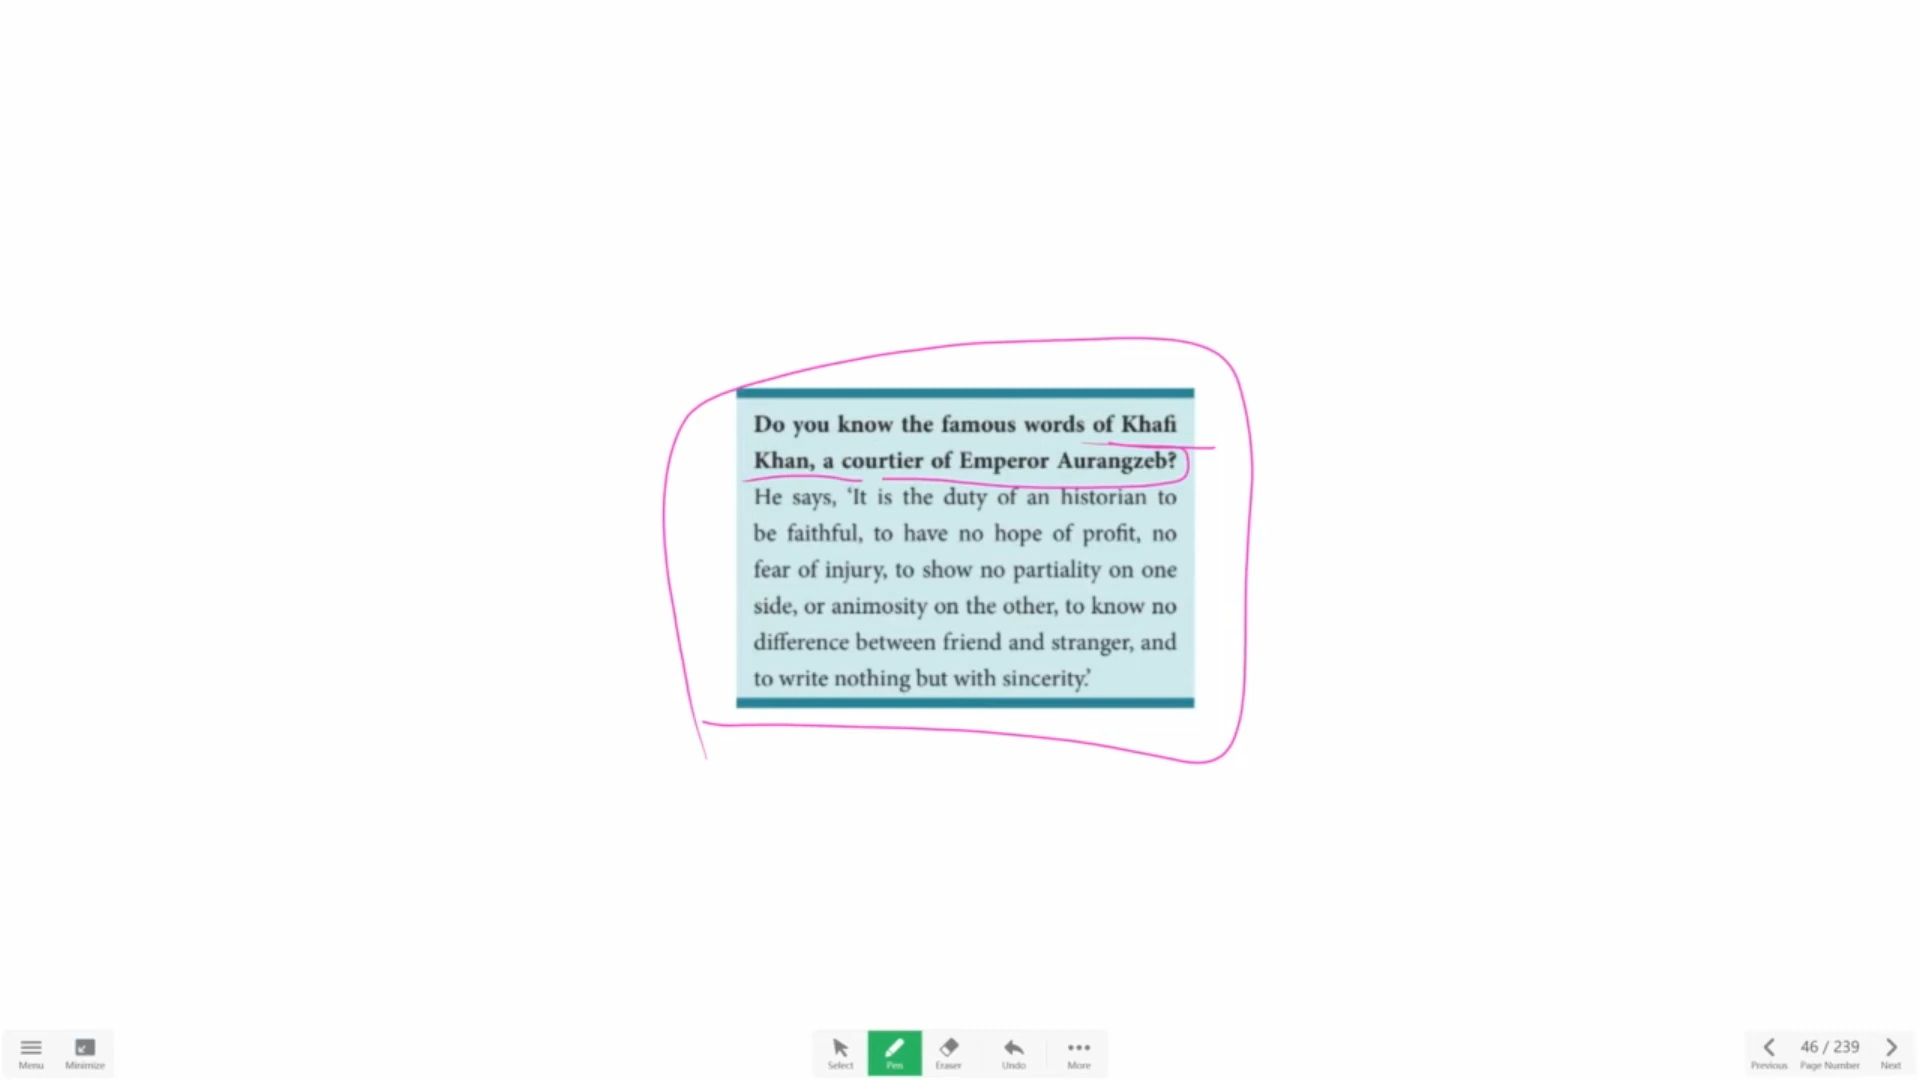 Do you know the famous words of Khafi
Khan, a courtier of Emperor Aurangzeb?
He says, ‘It is the duty of an historian to
be faithful, to have no hope of profit, no
fear of injury, to show no partiality on one
side, or animosity on the other, to know no
difference between friend and stranger, and
to write nothing but with sincerity.’
Menu
Minimize
Select
Pen
Eraser
Undo
More
Previous
46 / 239
Page Number
Next